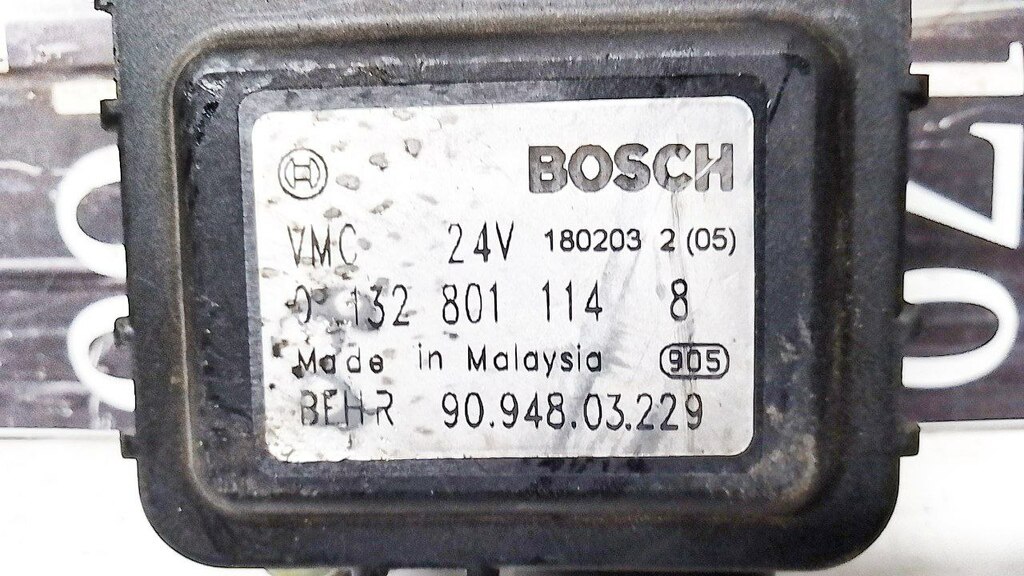 BOSCH
VMC 24V 180203 2 (05)
0 132 801 114 8
Made in Malaysia 905
BEHR 90.948.03.229